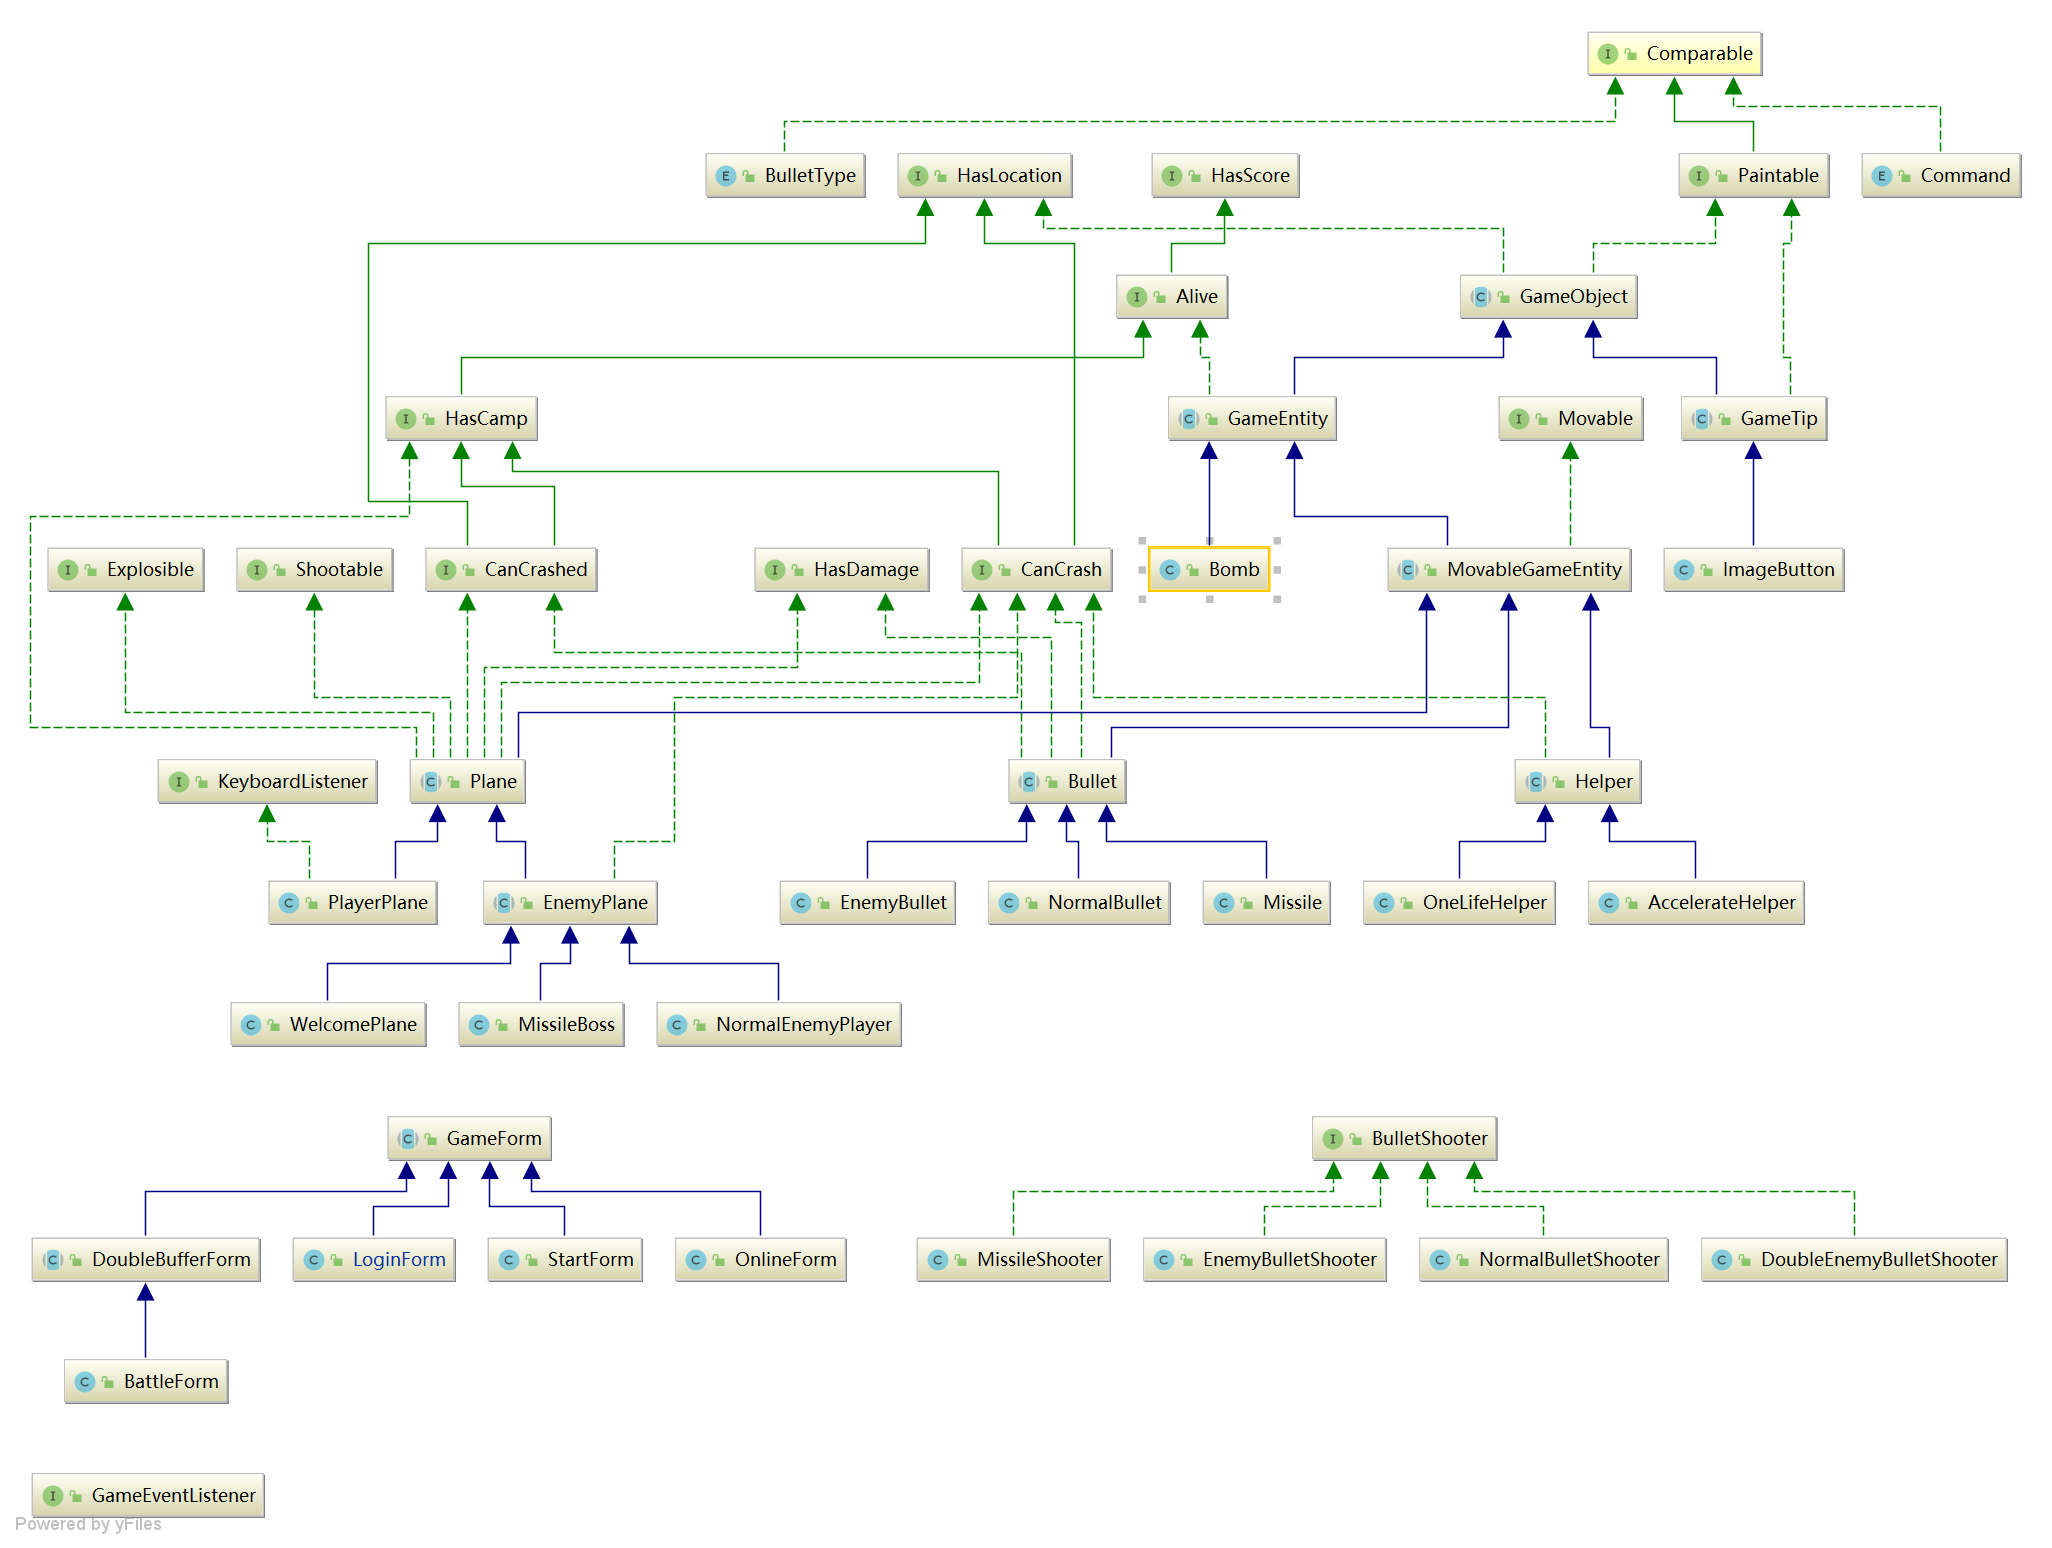 Comparable
BulletType
HasLocation
HasScore
Paintable
Command
Alive
GameObject
HasCamp
GameEntity
Movable
GameTip
Explosible
Shootable
CanCrashed
HasDamage
CanCrash
Bomb
MovableGameEntity
ImageButton
KeyboardListener
Plane
Bullet
Helper
PlayerPlane
EnemyPlane
EnemyBullet
NormalBullet
Missile
OneLifeHelper
AccelerateHelper
WelcomePlane
MissileBoss
NormalEnemyPlayer
GameForm
BulletShooter
DoubleBufferForm
LoginForm
StartForm
OnlineForm
MissileShooter
EnemyBulletShooter
NormalBulletShooter
DoubleEnemyBulletShooter
BattleForm
GameEventListener
Powered by yFiles